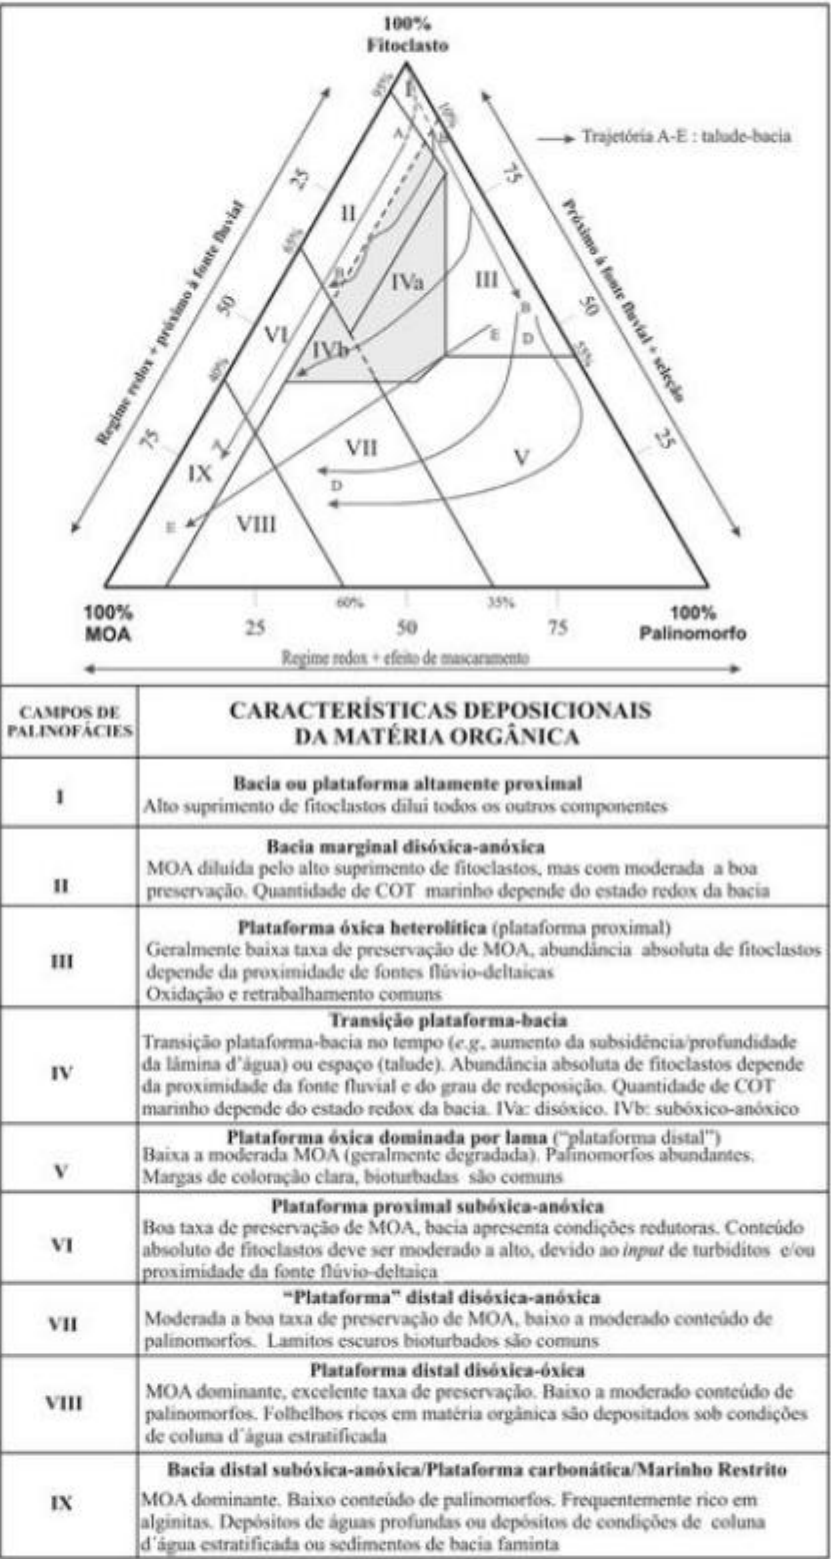 100%
Fitoclasto
95%
10%
I
A
B
Trajetória A-E : talude-bacia
25
75
II
65%
Regime redox + próximo à fonte fluvial
Próximo à fonte fluvial + seleção
B
IVa
III
50
50
VI
IVb
E
D
55%
40%
75
25
IX
VII
V
D
E
VIII
100%
MOA
60%
35%
100%
Palinomorfo
25
50
75
Regime redox + efeito de mascaramento
CAMPOS DE
PALINOFÁCIES
CARACTERÍSTICAS DEPOSICIONAIS
DA MATÉRIA ORGÂNICA
I
Bacia ou plataforma altamente proximal
Alto suprimento de fitoclastos dilui todos os outros componentes
II
Bacia marginal disóxica-anóxica
MOA diluída pelo alto suprimento de fitoclastos, mas com moderada a boa
preservação. Quantidade de COT marinho depende do estado redox da bacia
III
Plataforma óxica heterolítica (plataforma proximal)
Geralmente baixa taxa de preservação de MOA, abundância absoluta de fitoclastos
depende da proximidade de fontes flúvio-deltaicas
Oxidação e retrabalhamento comuns
IV
Transição plataforma-bacia
Transição plataforma-bacia no tempo (e.g, aumento da subsidência/profundidade
da lâmina d'água) ou espaço (talude). Abundância absoluta de fitoclastos depende
da proximidade da fonte fluvial e do grau de redeposição. Quantidade de COT
marinho depende do estado redox da bacia. IVa: disóxico. IVb: subóxico-anóxico
V
Plataforma óxica dominada por lama ("plataforma distal")
Baixa a moderada MOA (geralmente degradada). Palinomorfos abundantes.
Margas de coloração clara, bioturbadas são comuns
VI
Plataforma proximal subóxica-anóxica
Boa taxa de preservação de MOA, bacia apresenta condições redutoras. Conteúdo
absoluto de fitoclastos deve ser moderado a alto, devido ao input de turbiditos e/ou
proximidade da fonte flúvio-deltaica
VII
"Plataforma" distal disóxica-anóxica
Moderada a boa taxa de preservação de MOA, baixo a moderado conteúdo de
palinomorfos. Lamitos escuros bioturbados são comuns
VIII
Plataforma distal disóxica-óxica
MOA dominante, excelente taxa de preservação. Baixo a moderado conteúdo de
palinomorfos. Folhelhos ricos em matéria orgânica são depositados sob condições
de coluna d´água estratificada
IX
Bacia distal subóxica-anóxica/Plataforma carbonática/Marinho Restrito
MOA dominante. Baixo conteúdo de palinomorfos. Frequentemente rico em
alginitas. Depósitos de águas profundas ou depósitos de condições de coluna
d´água estratificada ou sedimentos de bacia faminta